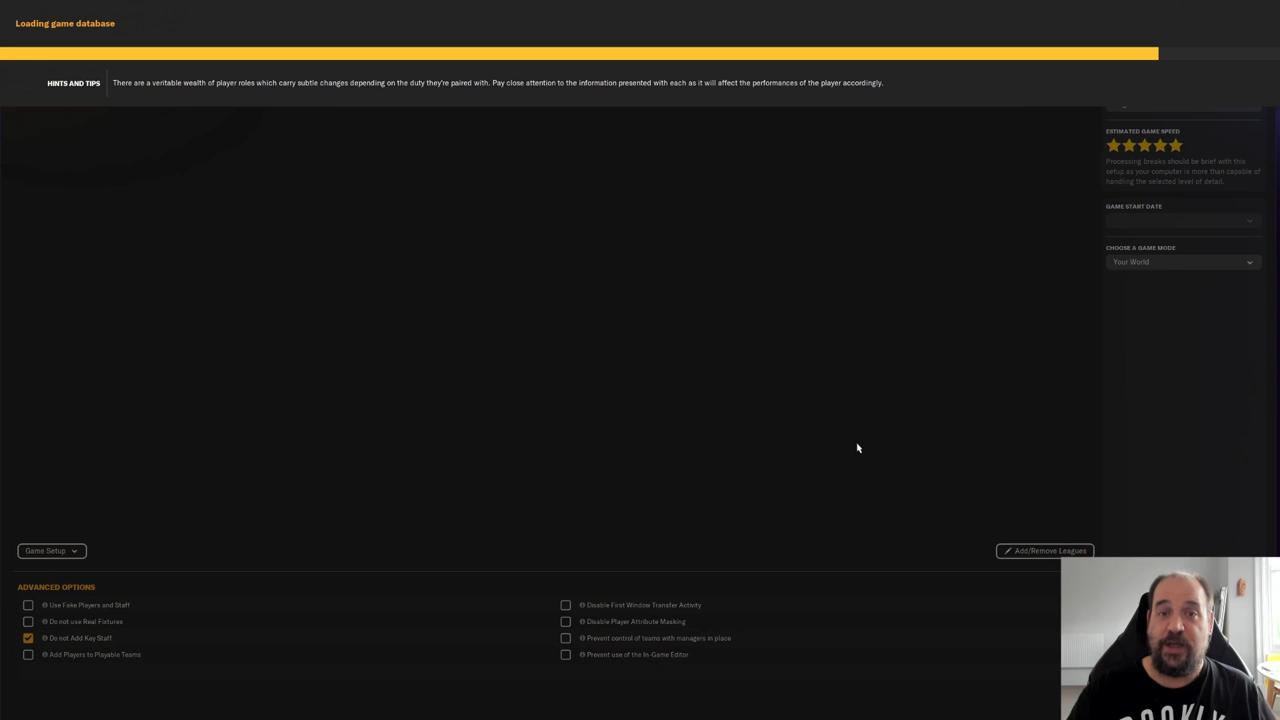 Loading game database
HINTS AND TIPS
There are a veritable wealth of player roles which carry subtle changes depending on the duty they're paired with. Pay close attention to the information presented with each as it will affect the performances of the player accordingly.
ESTIMATED GAME SPEED
Processing breaks should be brief with this
setup as your computer is more than capable of
handling the selected level of detail.
GAME START DATE
CHOOSE A GAME MODE
Your World
Game Setup
Add/Remove Leagues
ADVANCED OPTIONS
Use Fake Players and Staff
Disable First Window Transfer Activity
Do not use Real Fixtures
Disable Player Attribute Masking
Do not Add Key Staff
Prevent control of teams with managers in place
Add Players to Playable Teams
Prevent use of the In-Game Editor